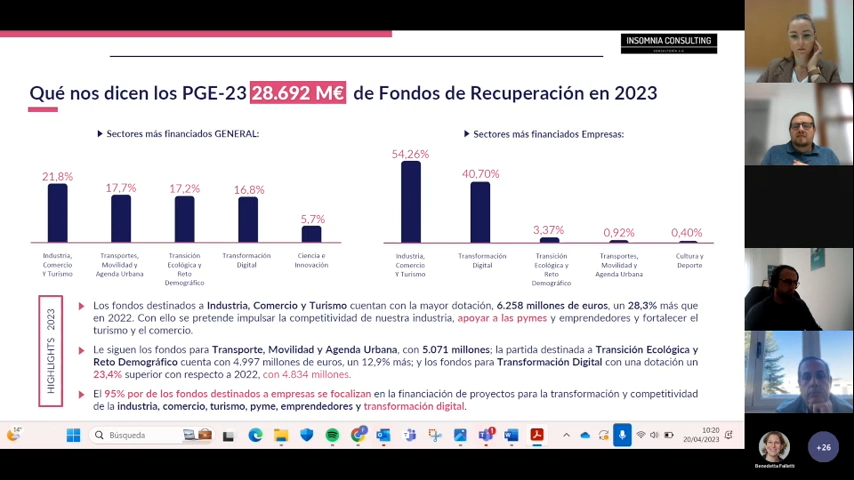 INSOMNIA CONSULTING
Qué nos dicen los PGE-23 28.692 M€ de Fondos de Recuperación en 2023
Sectores más financiados GENERAL:
21,8%
17,7%
17,2%
16,8%
5,7%
Industria,
Comercio
Y Turismo
Transportes,
Movilidad y
Agenda Urbana
Transición
Ecológica y
Reto
Demográfico
Transformación
Digital
Ciencia e
Innovación
Sectores más financiados Empresas:
54,26%
40,70%
3,37%
0,92%
0,40%
Industria,
Comercio
Y Turismo
Transformación
Digital
Transición
Ecológica y
Reto
Demográfico
Transportes,
Movilidad y
Agenda Urbana
Cultura y
Deporte
HIGHLIGHTS 2023
Los fondos destinados a Industria, Comercio y Turismo cuentan con la mayor dotación, 6.258 millones de euros, un 28,3% más que
en 2022. Con ello se pretende impulsar la competitividad de nuestra industria, apoyar a las pymes y emprendedores y fortalecer el
turismo y el comercio.
Le siguen los fondos para Transporte, Movilidad y Agenda Urbana, con 5.071 millones; la partida destinada a Transición Ecológica y
Reto Demográfico cuenta con 4.997 millones de euros, un 12,9% más; y los fondos para Transformación Digital con una dotación un
23,4% superior con respecto a 2022, con 4.834 millones.
El 95% por de los fondos destinados a empresas se focalizan en la financiación de proyectos para la transformación y competitividad
de la industria, comercio, turismo, pyme, emprendedores y transformación digital.
14°
Búsqueda
10:20
20/04/2023
Benedetta Falletti
+26